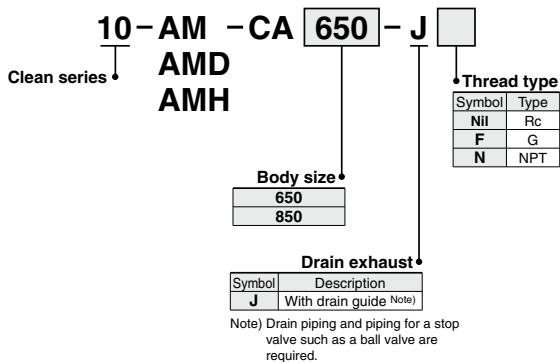 10 – AM – CA 650 – J
AMD
AMH
Clean series
Thread type
Symbol Type
Nil Rc
F G
N NPT
Body size
650
850
Drain exhaust
Symbol Description
J With drain guide Note)
Note) Drain piping and piping for a stop
valve such as a ball valve are
required.